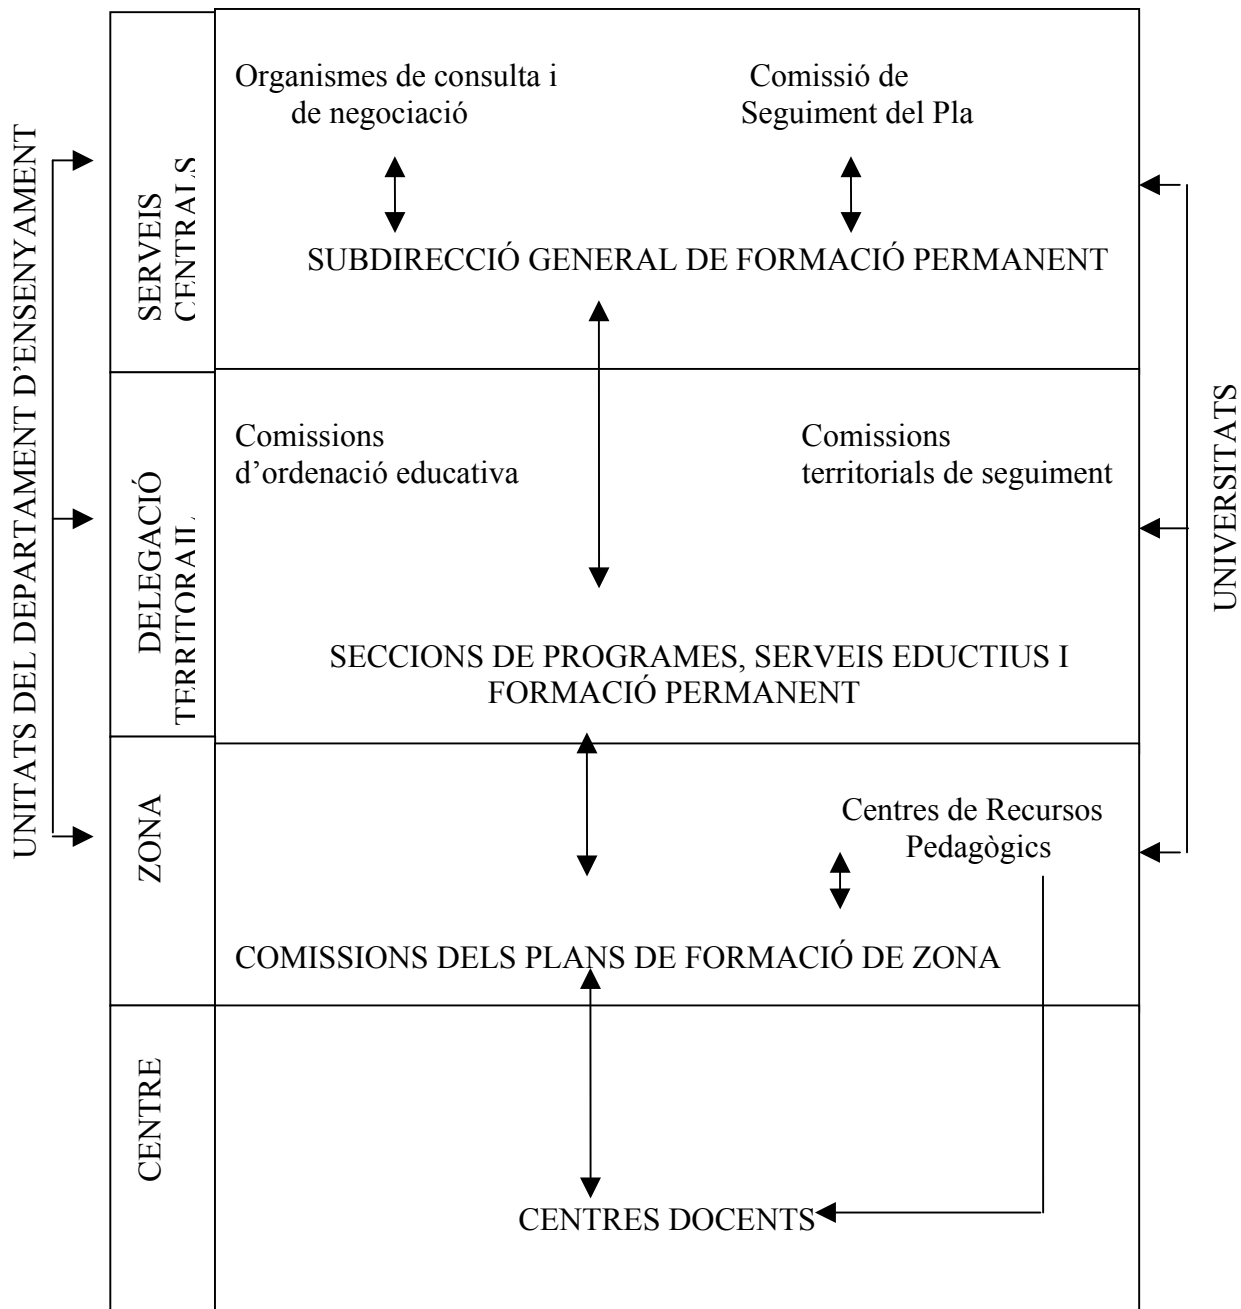 UNITATS DEL DEPARTAMENT D’ENSENYAMENT
SERVEIS
CENTRALS
Organismes de consulta i
de negociació
Comissió de
Seguiment del Pla
SUBDIRECCIÓ GENERAL DE FORMACIÓ PERMANENT
DELEGACIÓ
TERRITORAIL
Comissions
d’ordenació educativa
Comissions
territorials de seguiment
SECCIONS DE PROGRAMES, SERVEIS EDUCTIUS I
FORMACIÓ PERMANENT
UNIVERSITATS
ZONA
Centres de Recursos
Pedagògics
COMISSIONS DELS PLANS DE FORMACIÓ DE ZONA
CENTRE
CENTRES DOCENTS